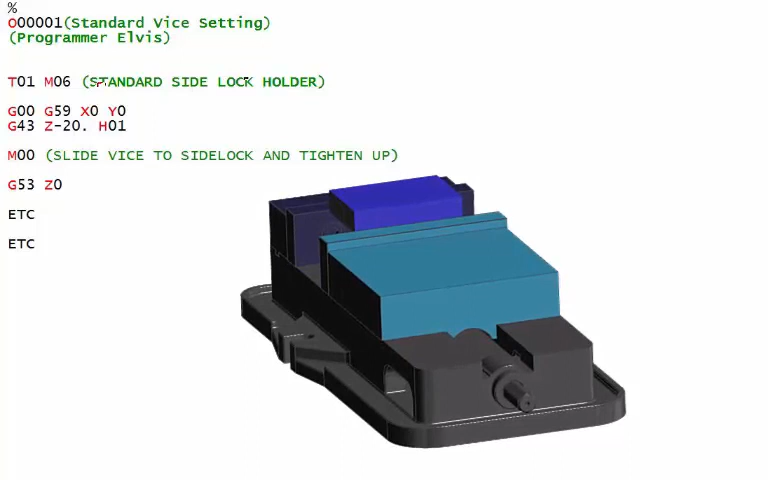 %
O00001(Standard Vice Setting)
(Programmer Elvis)
T01 M06 (STANDARD SIDE LOCK HOLDER)
G00 G59 X0 Y0
G43 Z-20. H01
M00 (SLIDE VICE TO SIDELOCK AND TIGHTEN UP)
G53 Z0
ETC
ETC